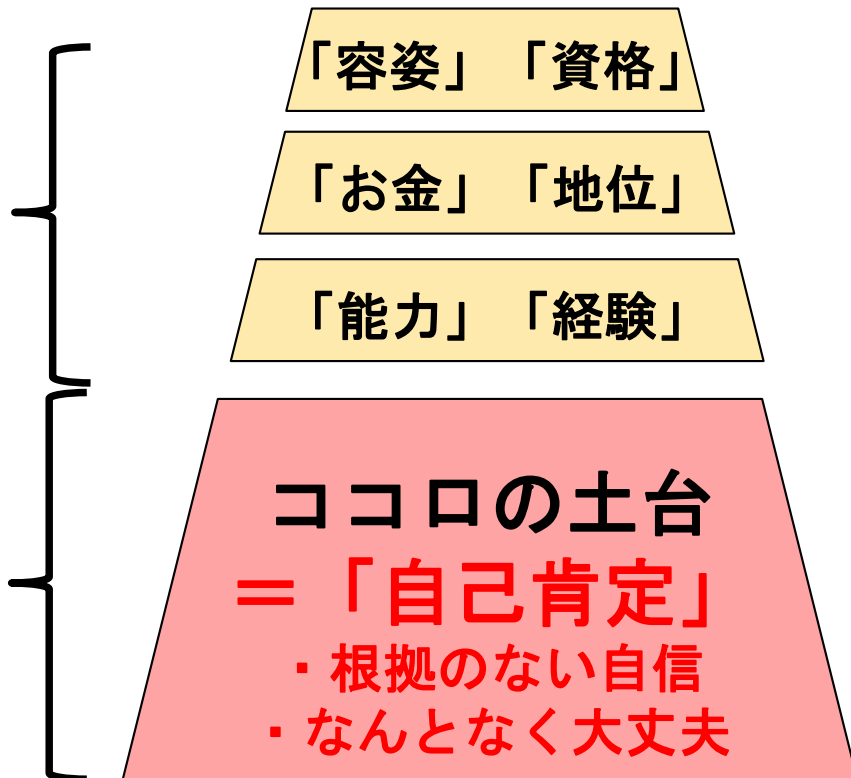 「容姿」「資格」
「お金」「地位」
「能力」「経験」
ココロの土台
＝「自己肯定」
・根拠のない自信
・なんとなく大丈夫